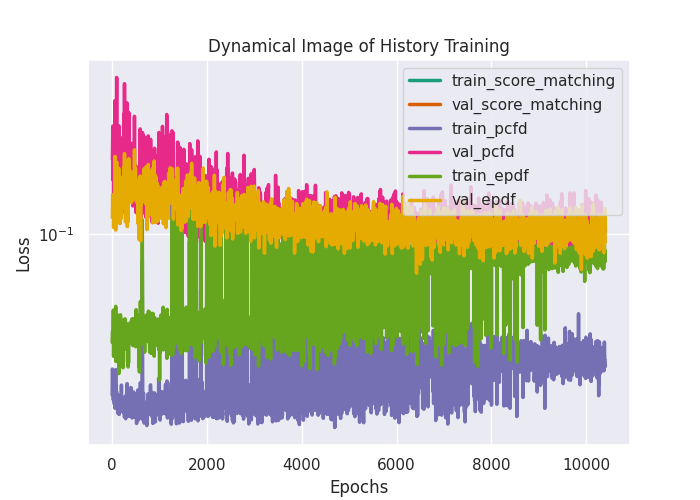 Dynamical Image of History Training
train_score_matching
val_score_matching
train_pcfd
val_pcfd
train_epdf
val_epdf
10⁻¹
Loss
0 2000 4000 6000 8000 10000
Epochs